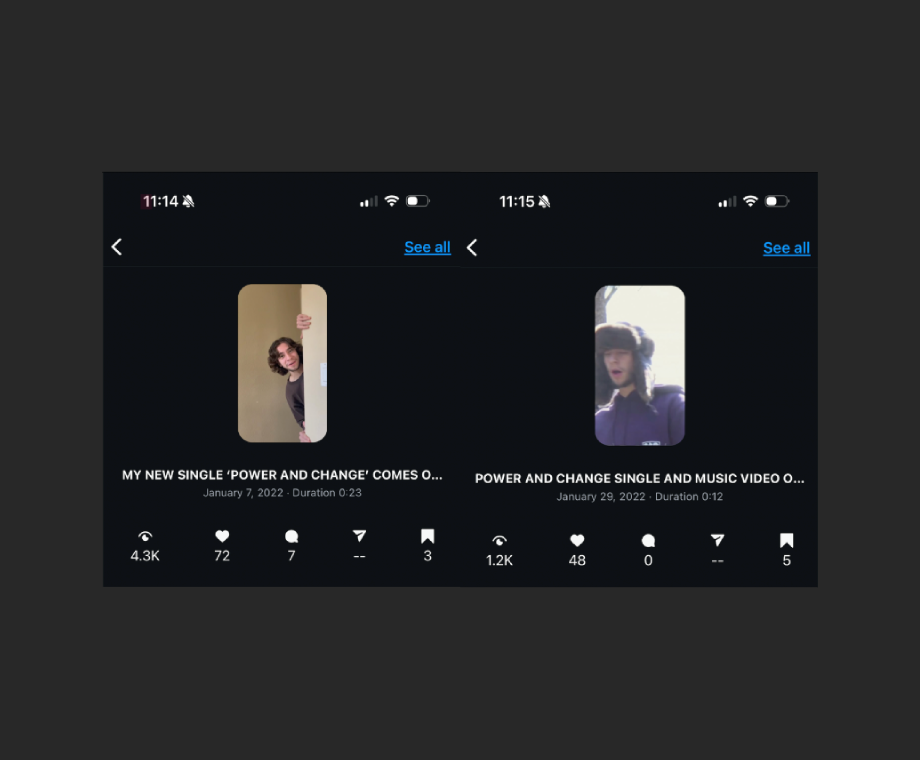 11:14
See all
MY NEW SINGLE ‘POWER AND CHANGE’ COMES O...
January 7, 2022 · Duration 0:23
4.3K 72 7 -- 3
11:15
See all
POWER AND CHANGE SINGLE AND MUSIC VIDEO O...
January 29, 2022 · Duration 0:12
1.2K 48 0 -- 5